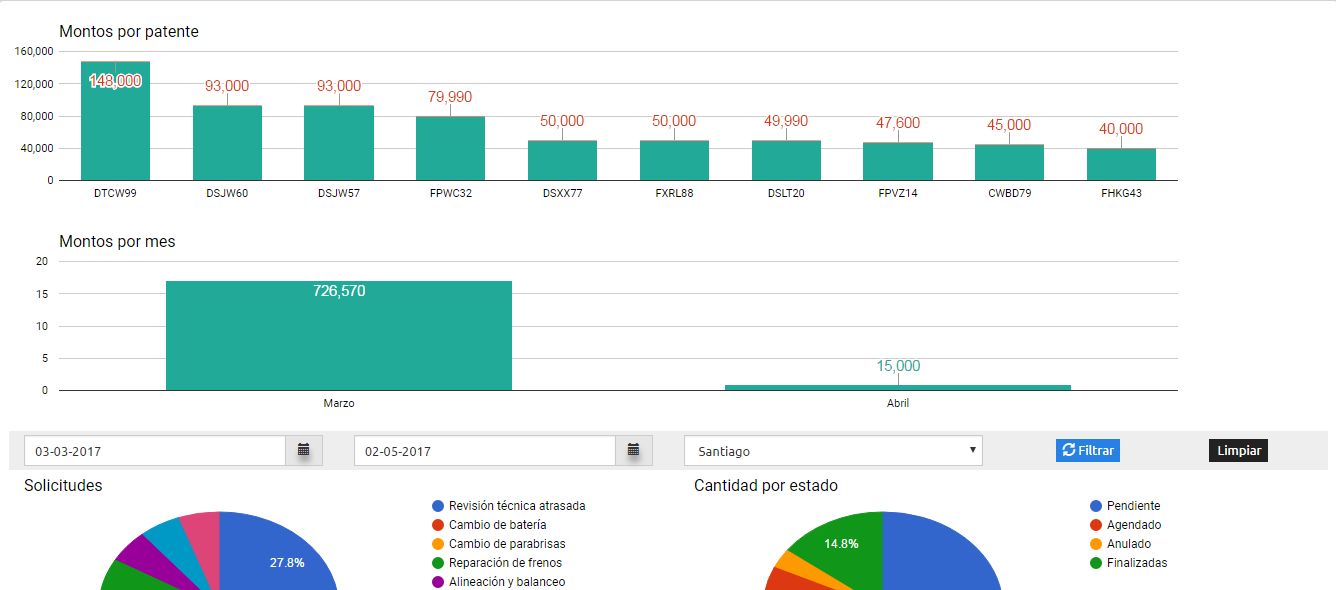 Montos por patente
160,000
120,000
80,000
40,000
0
148,000
93,000
93,000
79,990
50,000
50,000
49,990
47,600
45,000
40,000
DTCW99 DSJW60 DSJW57 FPWC32 DSXX77 FXRL88 DSLT20 FPVZ14 CWBD79 FHKG43
Montos por mes
20
15
10
5
0
726,570
15,000
Marzo Abril
03-03-2017 02-05-2017 Santiago Filtrar Limpiar
Solicitudes
27.8%
Revisión técnica atrasada
Cambio de batería
Cambio de parabrisas
Reparación de frenos
Alineación y balanceo
Cantidad por estado
14.8%
Pendiente
Agendado
Anulado
Finalizadas